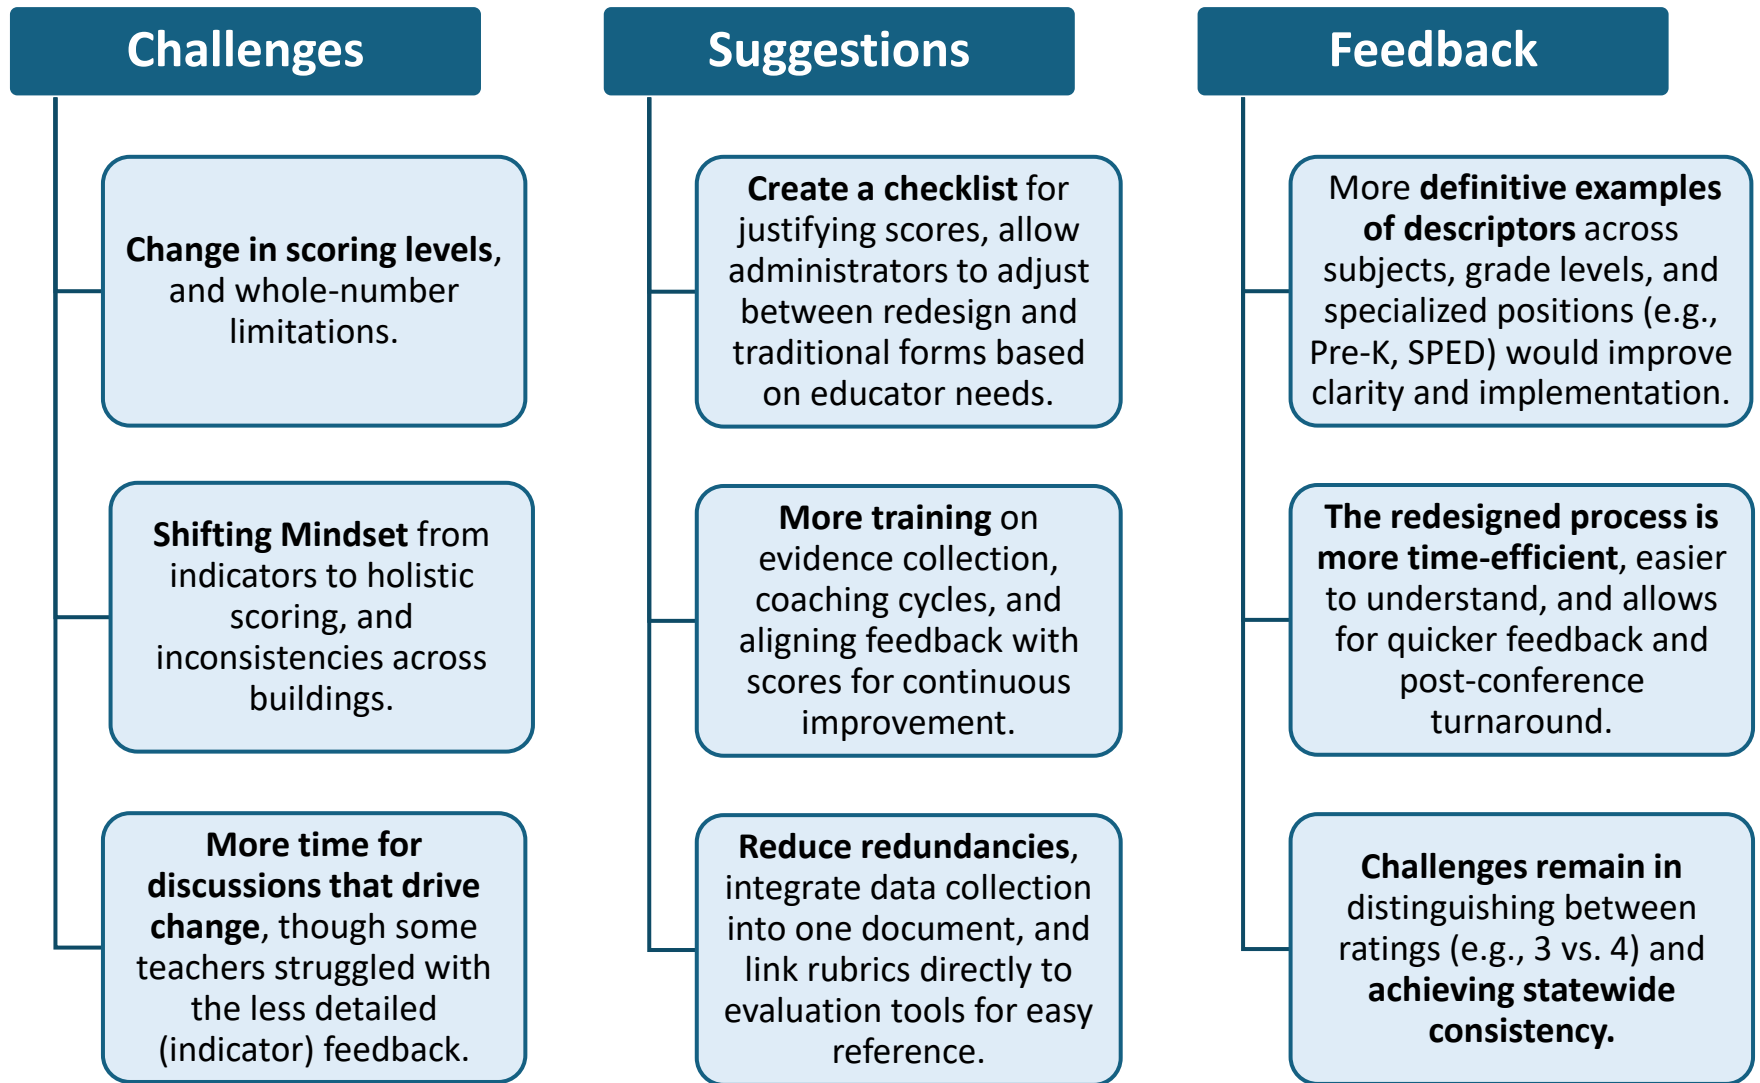 Challenges
Change in scoring levels,
and whole-number
limitations.
Shifting Mindset from
indicators to holistic
scoring, and
inconsistencies across
buildings.
More time for
discussions that drive
change, though some
teachers struggled with
the less detailed
(indicator) feedback.
Suggestions
Create a checklist for
justifying scores, allow
administrators to adjust
between redesign and
traditional forms based
on educator needs.
More training on
evidence collection,
coaching cycles, and
aligning feedback with
scores for continuous
improvement.
Reduce redundancies,
integrate data collection
into one document, and
link rubrics directly to
evaluation tools for easy
reference.
Feedback
More definitive examples
of descriptors across
subjects, grade levels, and
specialized positions (e.g.,
Pre-K, SPED) would improve
clarity and implementation.
The redesigned process is
more time-efficient, easier
to understand, and allows
for quicker feedback and
post-conference
turnaround.
Challenges remain in
distinguishing between
ratings (e.g., 3 vs. 4) and
achieving statewide
consistency.